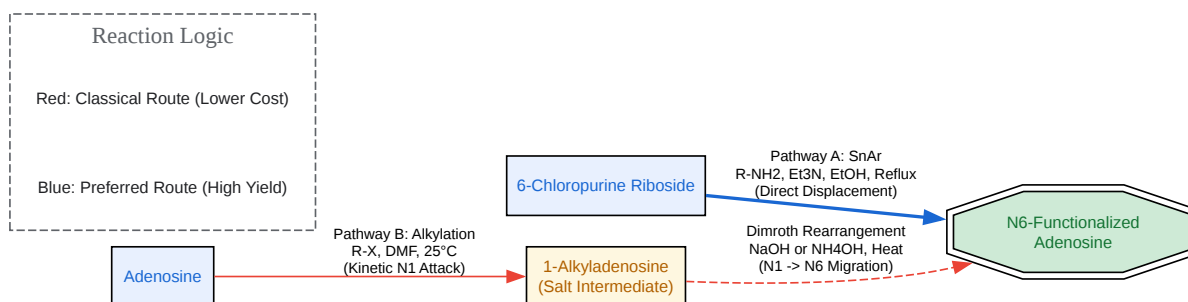 Reaction Logic
Red: Classical Route (Lower Cost)
Blue: Preferred Route (High Yield)
6-Chloropurine Riboside
Pathway A: SnAr
R-NH2, Et3N, EtOH, Reflux
(Direct Displacement)
N6-Functionalized
Adenosine
Adenosine
Pathway B: Alkylation
R-X, DMF, 25°C
(Kinetic N1 Attack)
1-Alkyladenosine
(Salt Intermediate)
Dimroth Rearrangement
NaOH or NH4OH, Heat
(N1 -> N6 Migration)